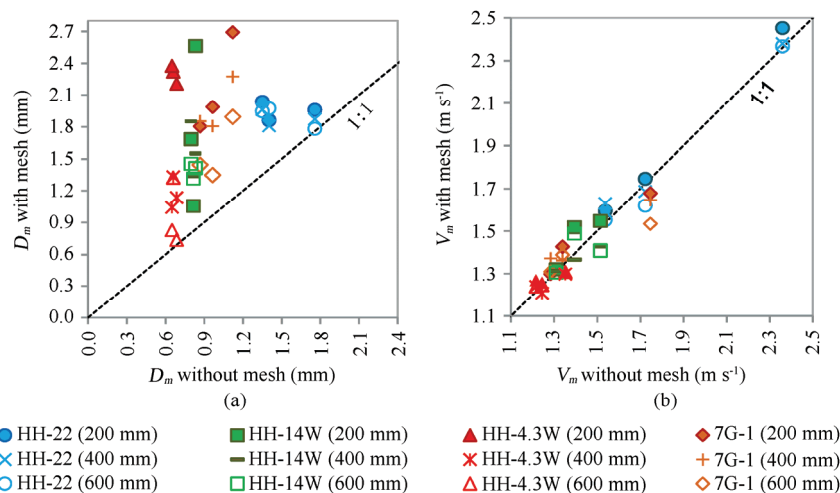 2.7
2.4
2.1
1.8
1.5
1.2
0.9
0.6
0.3
0.0
D_m with mesh (mm)
1:1
0.0 0.3 0.6 0.9 1.2 1.5 1.8 2.1 2.4
D_m without mesh (mm)
(a)
2.5
2.3
2.1
1.9
1.7
1.5
1.3
1.1
V_m with mesh (m s⁻¹)
1:1
1.1 1.3 1.5 1.7 1.9 2.1 2.3 2.5
V_m without mesh (m s⁻¹)
(b)
HH-22 (200 mm) HH-14W (200 mm) HH-4.3W (200 mm) 7G-1 (200 mm)
HH-22 (400 mm) HH-14W (400 mm) HH-4.3W (400 mm) 7G-1 (400 mm)
HH-22 (600 mm) HH-14W (600 mm) HH-4.3W (600 mm) 7G-1 (600 mm)